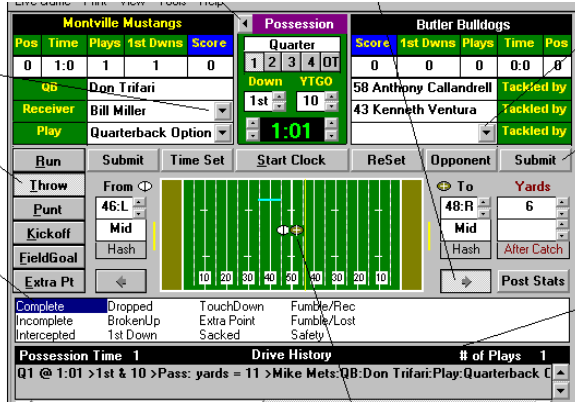 Live Game Print View Tools Help
Montville Mustangs
Possession
Butler Bulldogs
Pos Time Plays 1st Dwns Score
Quarter
Score 1st Dwns Plays Time Pos
0 1:0 1 1 0
1 2 3 4 OT
0 0 0 0:0 0
QB Don Trifari
Down YTGO
58 Anthony Callandrell Tackled by
Receiver Bill Miller
1st 10
43 Kenneth Ventura Tackled by
Play Quarterback Option
1:01
Tackled by
Run Submit Time Set Start Clock ReSet Opponent Submit
Throw From To Yards
Punt 46:L 48:R 6
Kickoff Mid Mid
FieldGoal Hash Hash After Catch
Extra Pt 10 20 30 40 50 40 30 20 10 Post Stats
Complete Dropped TouchDown Fumble/Rec
Incomplete BrokenUp Extra Point Fumble/Lost
Intercepted 1st Down Sacked Safety
Possession Time 1 Drive History # of Plays 1
Q1 @ 1:01 >1st & 10 >Pass: yards = 11 >Mike Mets:QB:Don Trifari:Play:Quarterback